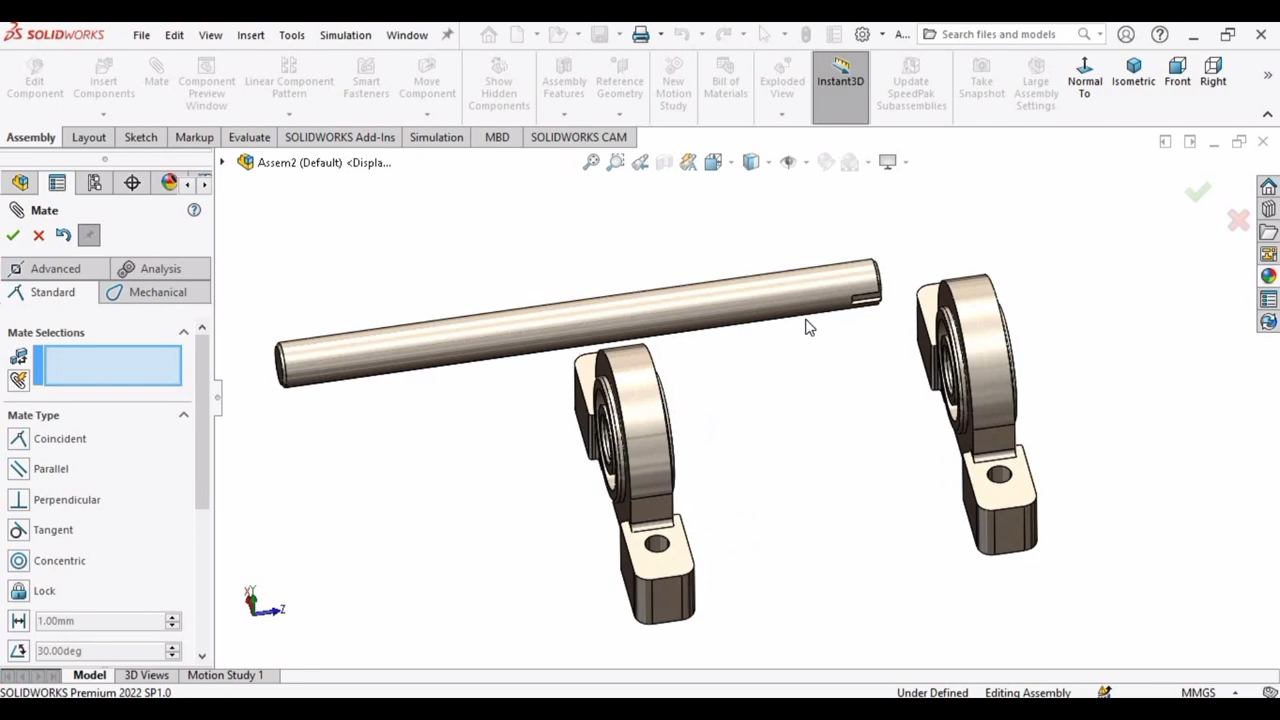 SOLIDWORKS File Edit View Insert Tools Simulation Window A... Search files and models
Edit Component
Insert Components
Mate
Component Preview Window
Linear Component Pattern
Smart Fasteners
Move Component
Show Hidden Components
Assembly Features
Reference Geometry
New Motion Study
Bill of Materials
Exploded View
Instant3D
Update SpeedPak Subassemblies
Take Snapshot
Large Assembly Settings
Normal To
Isometric
Front
Right
Assembly Layout Sketch Markup Evaluate SOLIDWORKS Add-Ins Simulation MBD SOLIDWORKS CAM
Assem2 (Default) <Displa...
Mate
Advanced Analysis
Standard Mechanical
Mate Selections
Mate Type
Coincident
Parallel
Perpendicular
Tangent
Concentric
Lock
1.00mm
30.00deg
X Y
Z
Model 3D Views Motion Study 1
SOLIDWORKS Premium 2022 SP1.0 Under Defined Editing Assembly MMGS